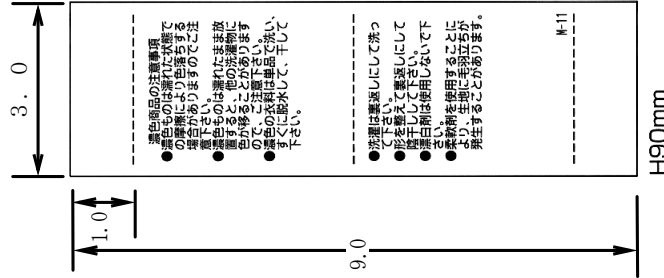 3.0
1.0
9.0
濃色商品の注意事項
●濃色ものは濡れた状態で
の摩擦により色落ちする
場合がありますのでご注
意下さい。
●濃色ものは濡れたまま放
置すると、他の洗濯物に
色が移ることがあります
ので、ご注意下さい。
●濃色の衣料は単品で洗い、
すぐに脱水して、干して
下さい。
●洗濯は裏返しにして洗っ
て下さい。
●形を整えて裏返しにして
陰干しして下さい。
●漂白剤は使用しないで下
さい。
●柔軟剤を使用することに
より、生地に毛羽立ちが
発生することがあります。
M-11
H90mm